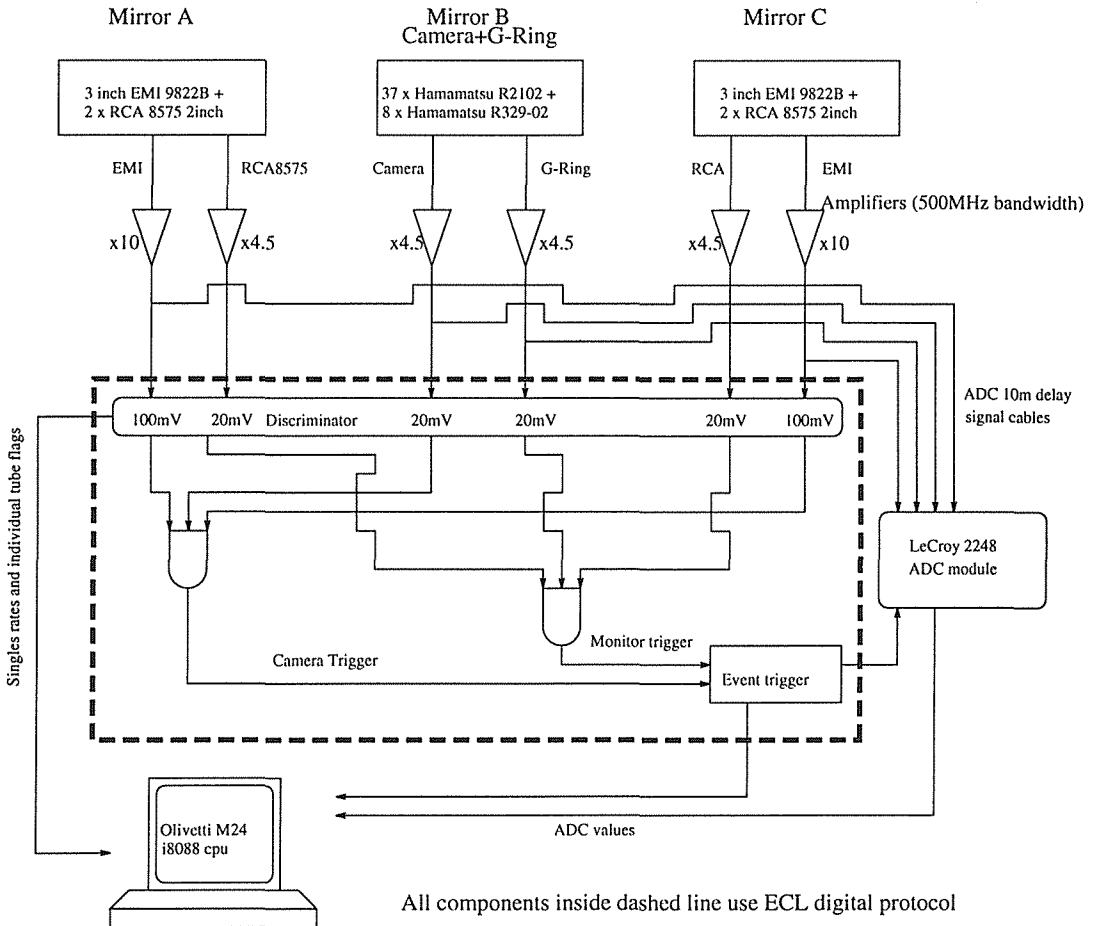 Mirror A
Mirror B
Camera+G-Ring
Mirror C
3 inch EMI 9822B +
2 x RCA 8575 2inch
37 x Hamamatsu R2102 +
8 x Hamamatsu R329-02
3 inch EMI 9822B +
2 x RCA 8575 2inch
EMI
RCA8575
Camera
G-Ring
RCA
EMI
Amplifiers (500MHz bandwidth)
x10
x4.5
x4.5
x4.5
x4.5
x10
ADC 10m delay
signal cables
100mV
20mV
Discriminator
20mV
20mV
20mV
100mV
Singles rates and individual tube flags
LeCroy 2248
ADC module
Monitor trigger
Camera Trigger
Event trigger
ADC values
Olivetti M24
i8088 cpu
All components inside dashed line use ECL digital protocol